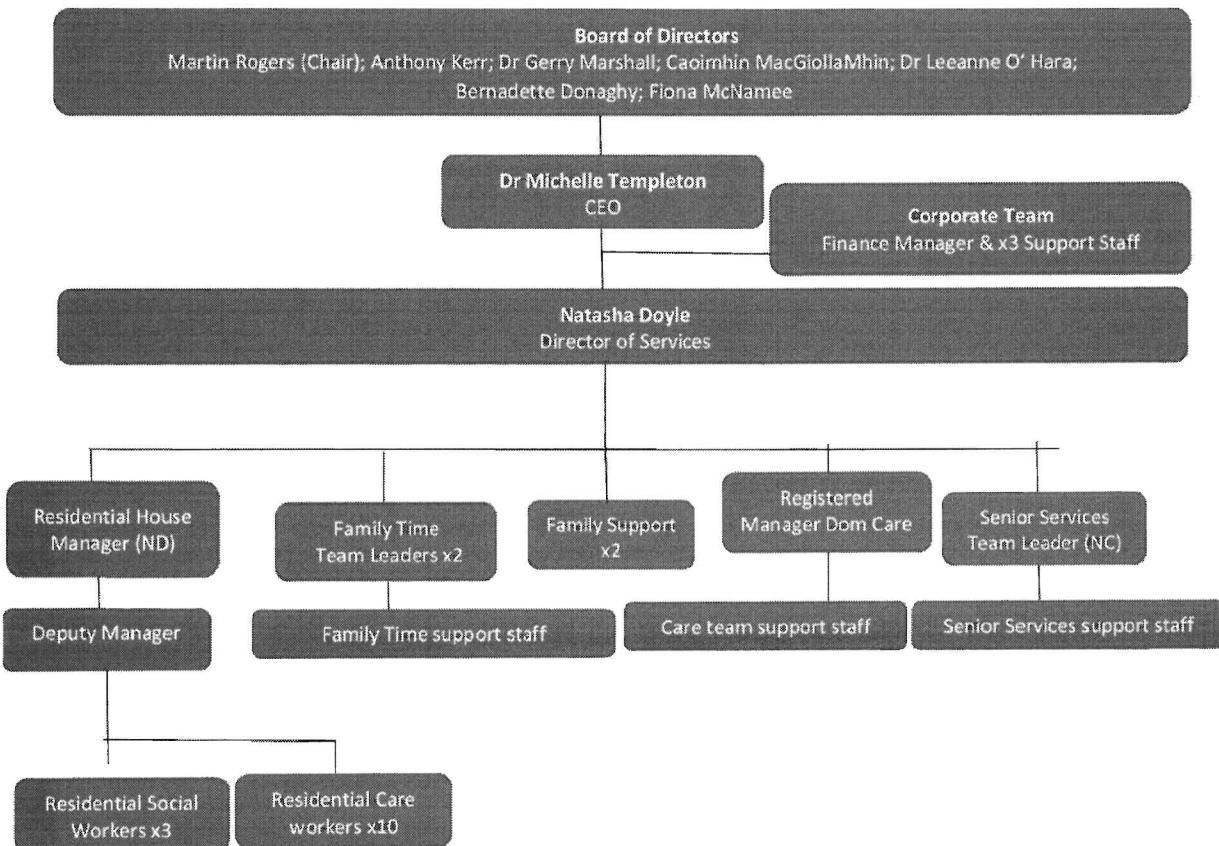 Board of Directors
Martin Rogers (Chair); Anthony Kerr; Dr Gerry Marshall; Caoimhin MacGiollaMhin; Dr Leeanne O' Hara;
Bernadette Donaghy; Fiona McNamee
Dr Michelle Templeton
CEO
Corporate Team
Finance Manager & x3 Support Staff
Natasha Doyle
Director of Services
Residential House
Manager (ND)
Family Time
Team Leaders x2
Family Support
x2
Registered
Manager Dom Care
Senior Services
Team Leader (NC)
Deputy Manager
Family Time support staff
Care team support staff
Senior Services support staff
Residential Social
Workers x3
Residential Care
workers x10